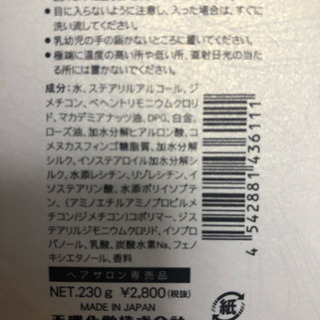 ●目に入らないように注意し、入った場合は、すぐに
洗い流してください。
●乳幼児の手の届かないところに置いてください。
●極端に温度の高い所や低い所、直射日光の当た
る所には置かないでください。
成分:水、ステアリルアルコール、ジ
メチコン、ベヘントリモニウムクロリ
ド、マカデミアナッツ油、DPG、白金、
ローズ油、加水分解ヒアルロン酸、コ
メヌカスフィンゴ糖脂質、加水分解
シルク、イソステアロイル加水分解
シルク、水添レシチン、リゾレシチン、イ
ソステアリン酸、水添ポリイソブテ
ン、(アミノエチルアミノプロピルメ
チコン/ジメチコン)コポリマー、ジス
テアリルジモニウムクロリド、イソプロ
パノール、乳酸、炭酸水素Na、フェノ
キシエタノール、香料
ヘアサロン専売品
NET.230g ¥2,800(税抜)
MADE IN JAPAN
4 542881 436111
紙